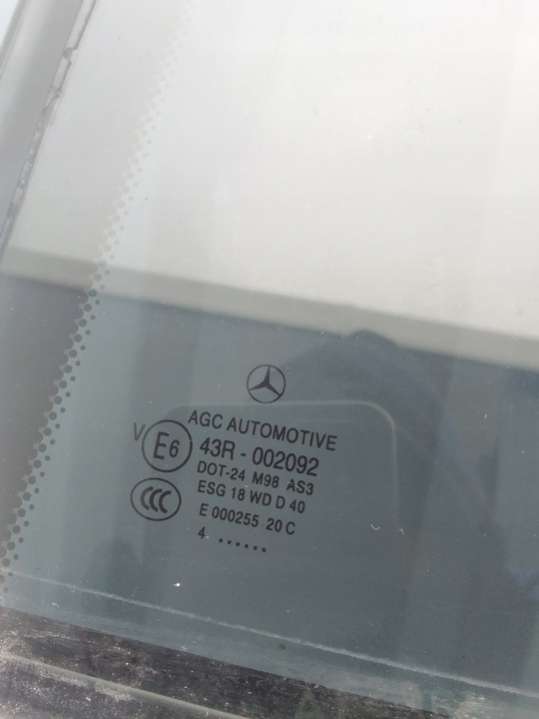 AGC AUTOMOTIVE
V E6 43R - 002092
DOT-24 M98 AS3
CCC ESG 18 WD D 40
E 000255 20 C
4 ......